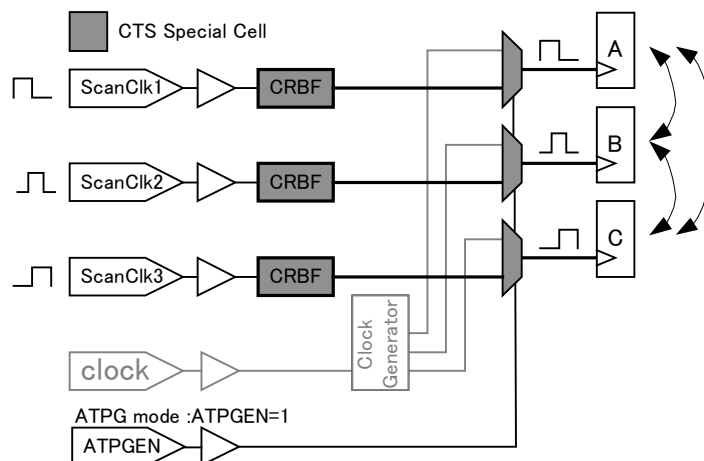 CTS Special Cell
A
ScanClk1
CRBF
B
ScanClk2
CRBF
C
ScanClk3
CRBF
Clock
Generator
clock
ATPG mode :ATPGEN=1
ATPGEN